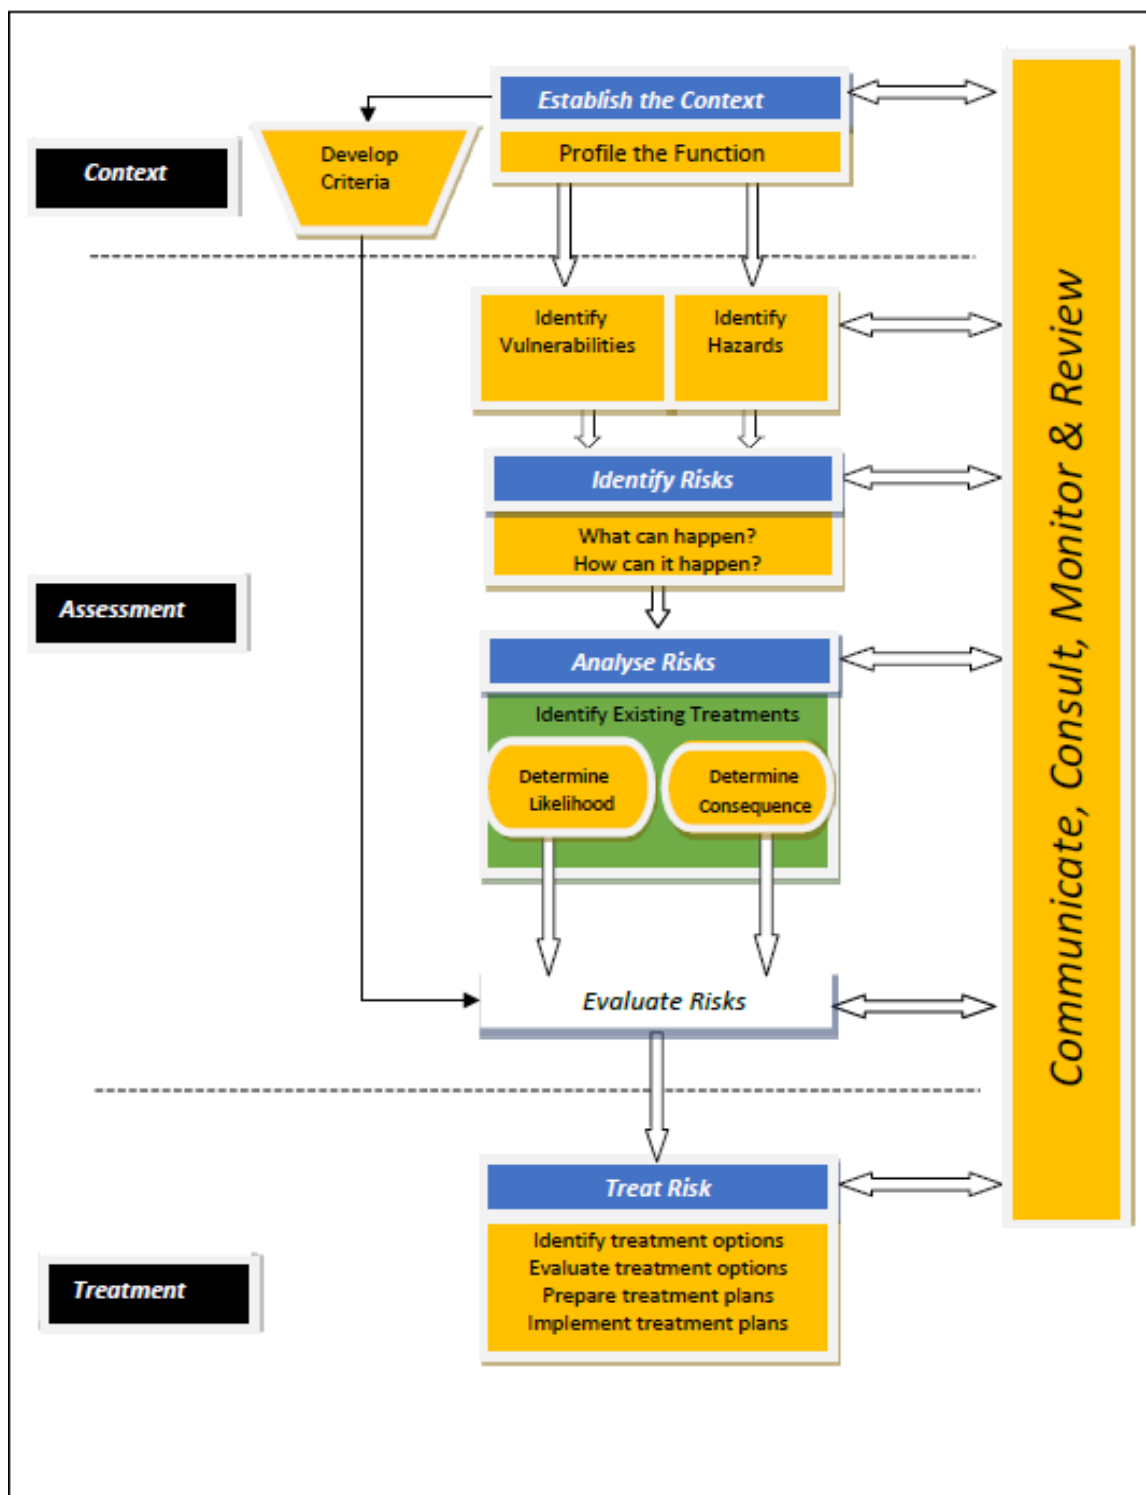 Establish the Context
Profile the Function
Develop
Criteria
Context
Identify
Vulnerabilities
Identify
Hazards
Identify Risks
What can happen?
How can it happen?
Assessment
Analyse Risks
Identify Existing Treatments
Determine
Likelihood
Determine
Consequence
Evaluate Risks
Treat Risk
Identify treatment options
Evaluate treatment options
Prepare treatment plans
Implement treatment plans
Treatment
Communicate, Consult, Monitor & Review